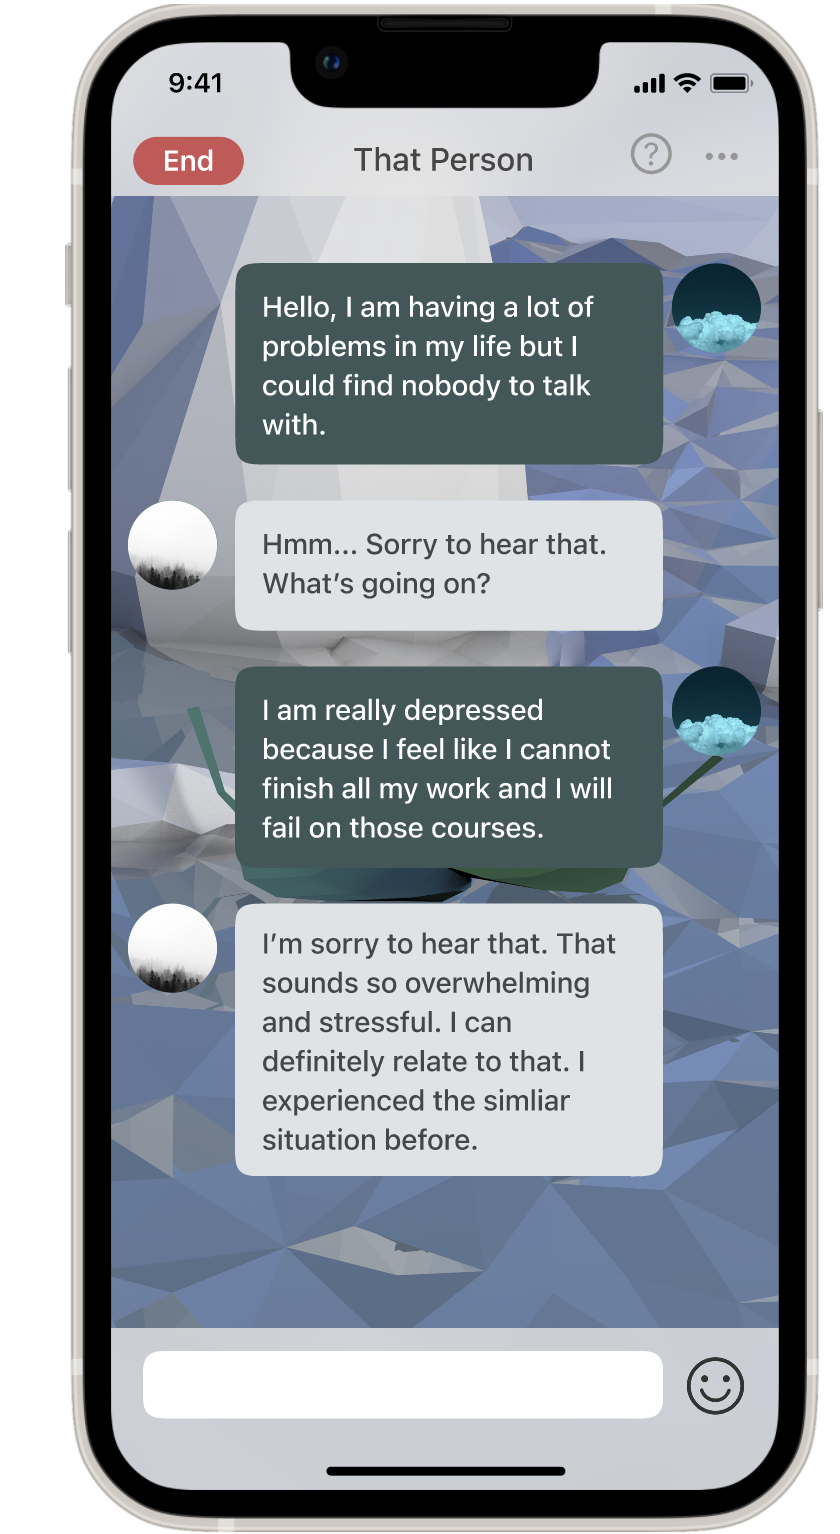 9:41
End
That Person
?
Hello, I am having a lot of
problems in my life but I
could find nobody to talk
with.
Hmm... Sorry to hear that.
What's going on?
I am really depressed
because I feel like I cannot
finish all my work and I will
fail on those courses.
I'm sorry to hear that. That
sounds so overwhelming
and stressful. I can
definitely relate to that. I
experienced the simliar
situation before.